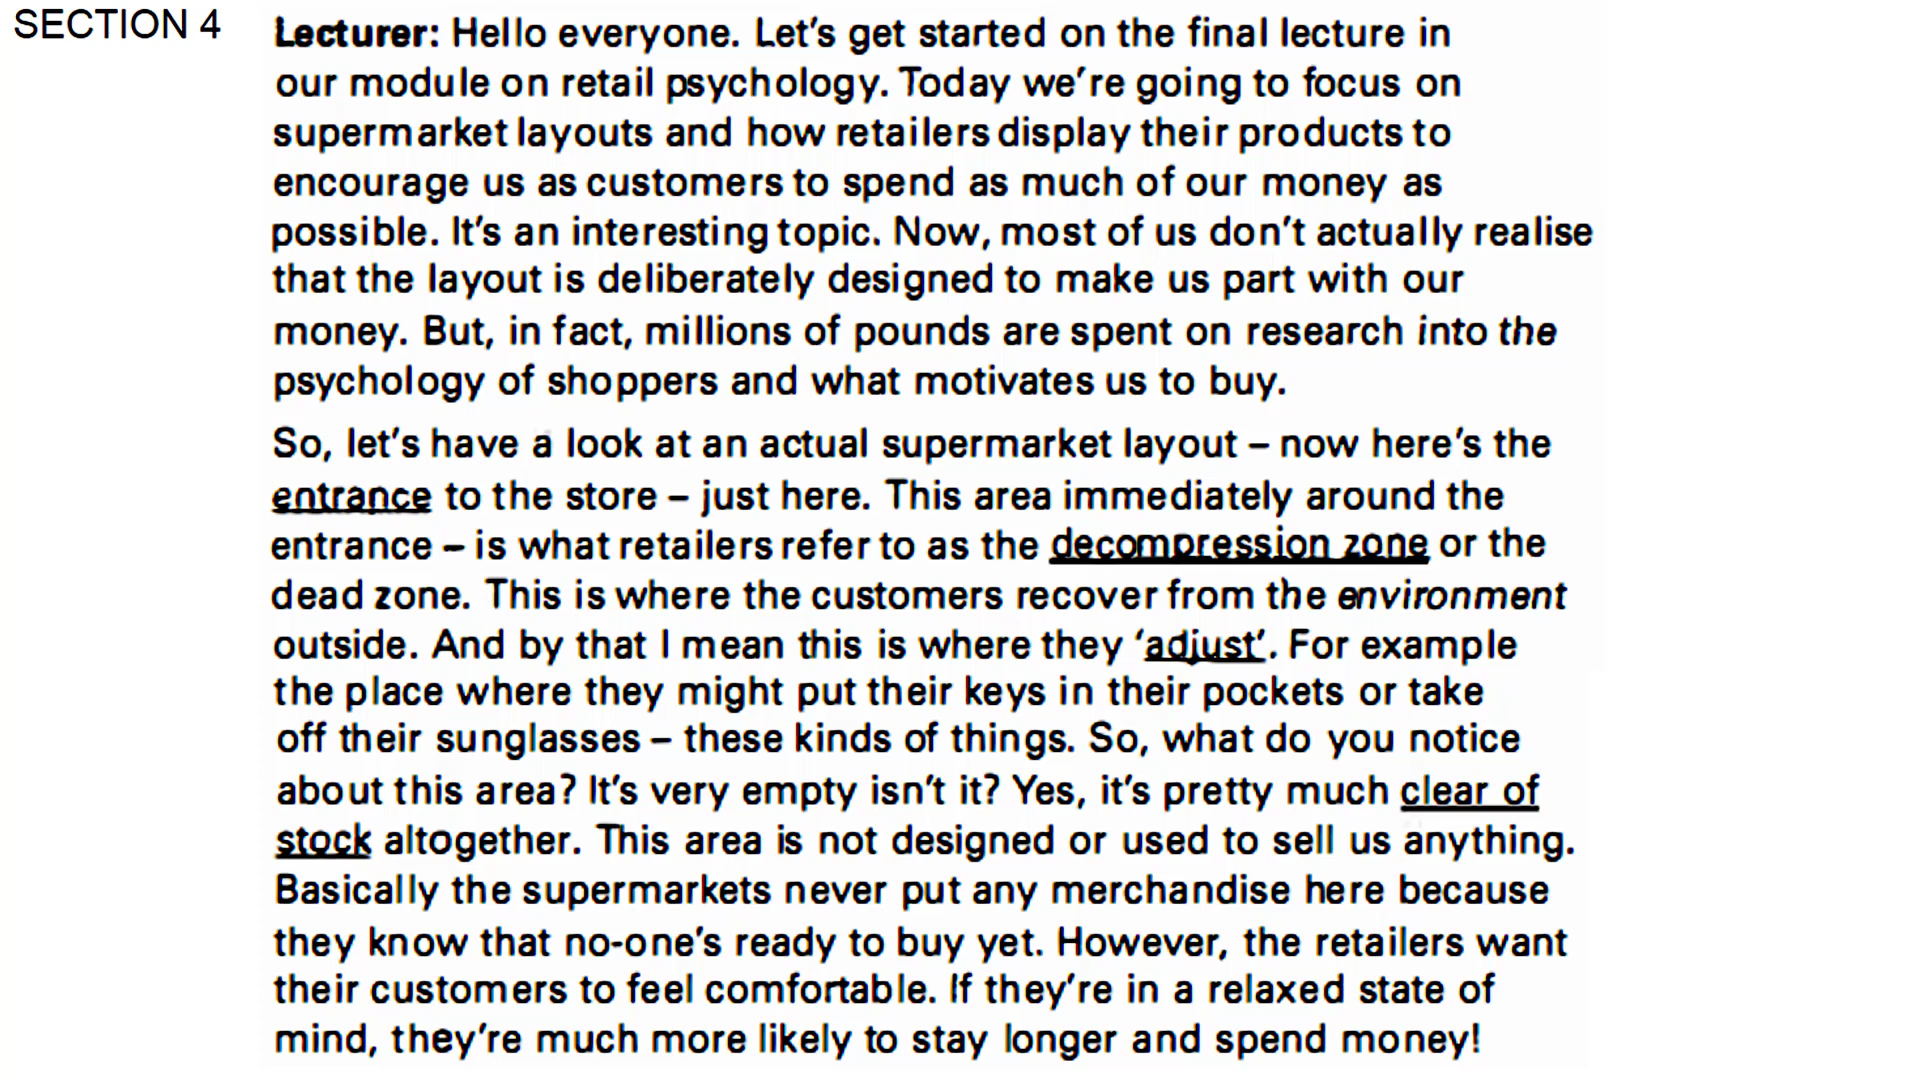 SECTION 4
Lecturer: Hello everyone. Let's get started on the final lecture in
our module on retail psychology. Today we're going to focus on
supermarket layouts and how retailers display their products to
encourage us as customers to spend as much of our money as
possible. It's an interesting topic. Now, most of us don't actually realise
that the layout is deliberately designed to make us part with our
money. But, in fact, millions of pounds are spent on research into the
psychology of shoppers and what motivates us to buy.
So, let's have a look at an actual supermarket layout – now here's the
entrance to the store – just here. This area immediately around the
entrance – is what retailers refer to as the decompression zone or the
dead zone. This is where the customers recover from the environment
outside. And by that I mean this is where they 'adjust'. For example
the place where they might put their keys in their pockets or take
off their sunglasses – these kinds of things. So, what do you notice
about this area? It's very empty isn't it? Yes, it's pretty much clear of
stock altogether. This area is not designed or used to sell us anything.
Basically the supermarkets never put any merchandise here because
they know that no-one's ready to buy yet. However, the retailers want
their customers to feel comfortable. If they're in a relaxed state of
mind, they're much more likely to stay longer and spend money!